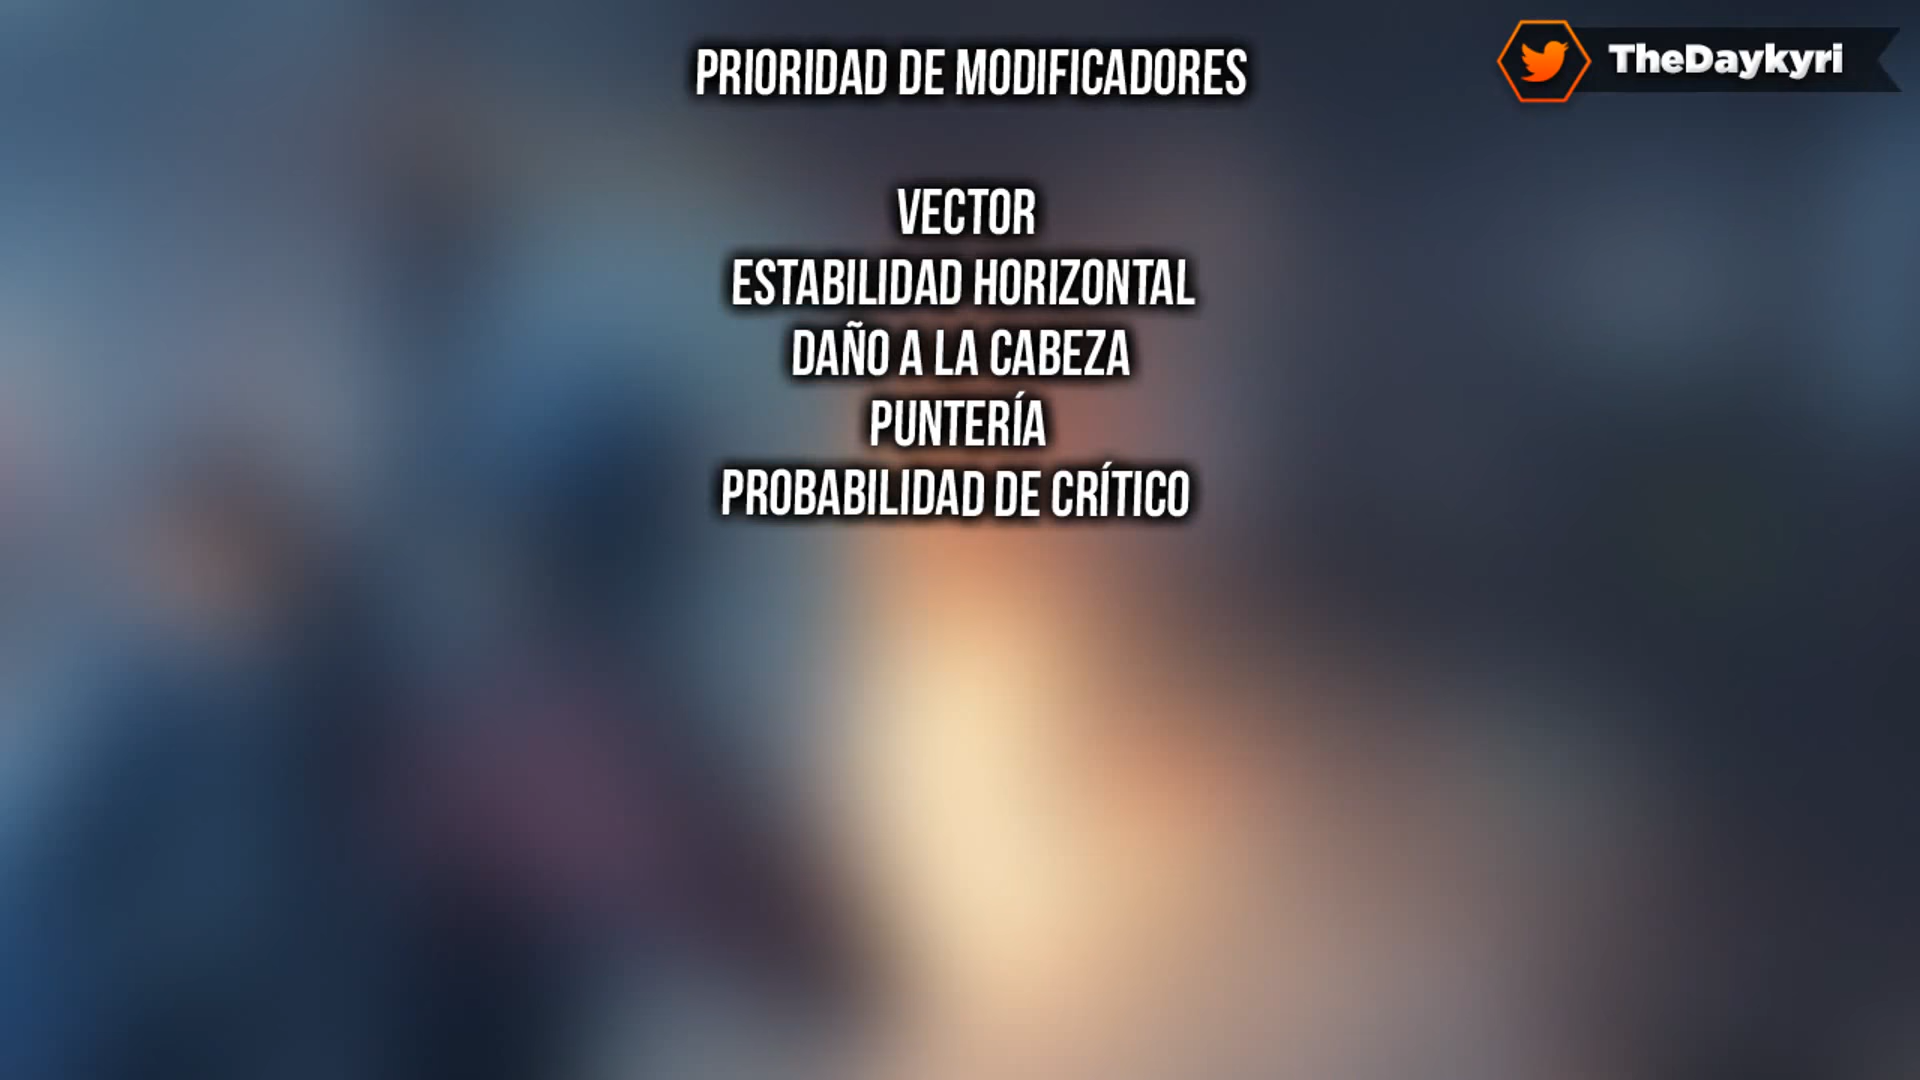 PRIORIDAD DE MODIFICADORES
TheDaykyri
VECTOR
ESTABILIDAD HORIZONTAL
DAÑO A LA CABEZA
PUNTERÍA
PROBABILIDAD DE CRÍTICO